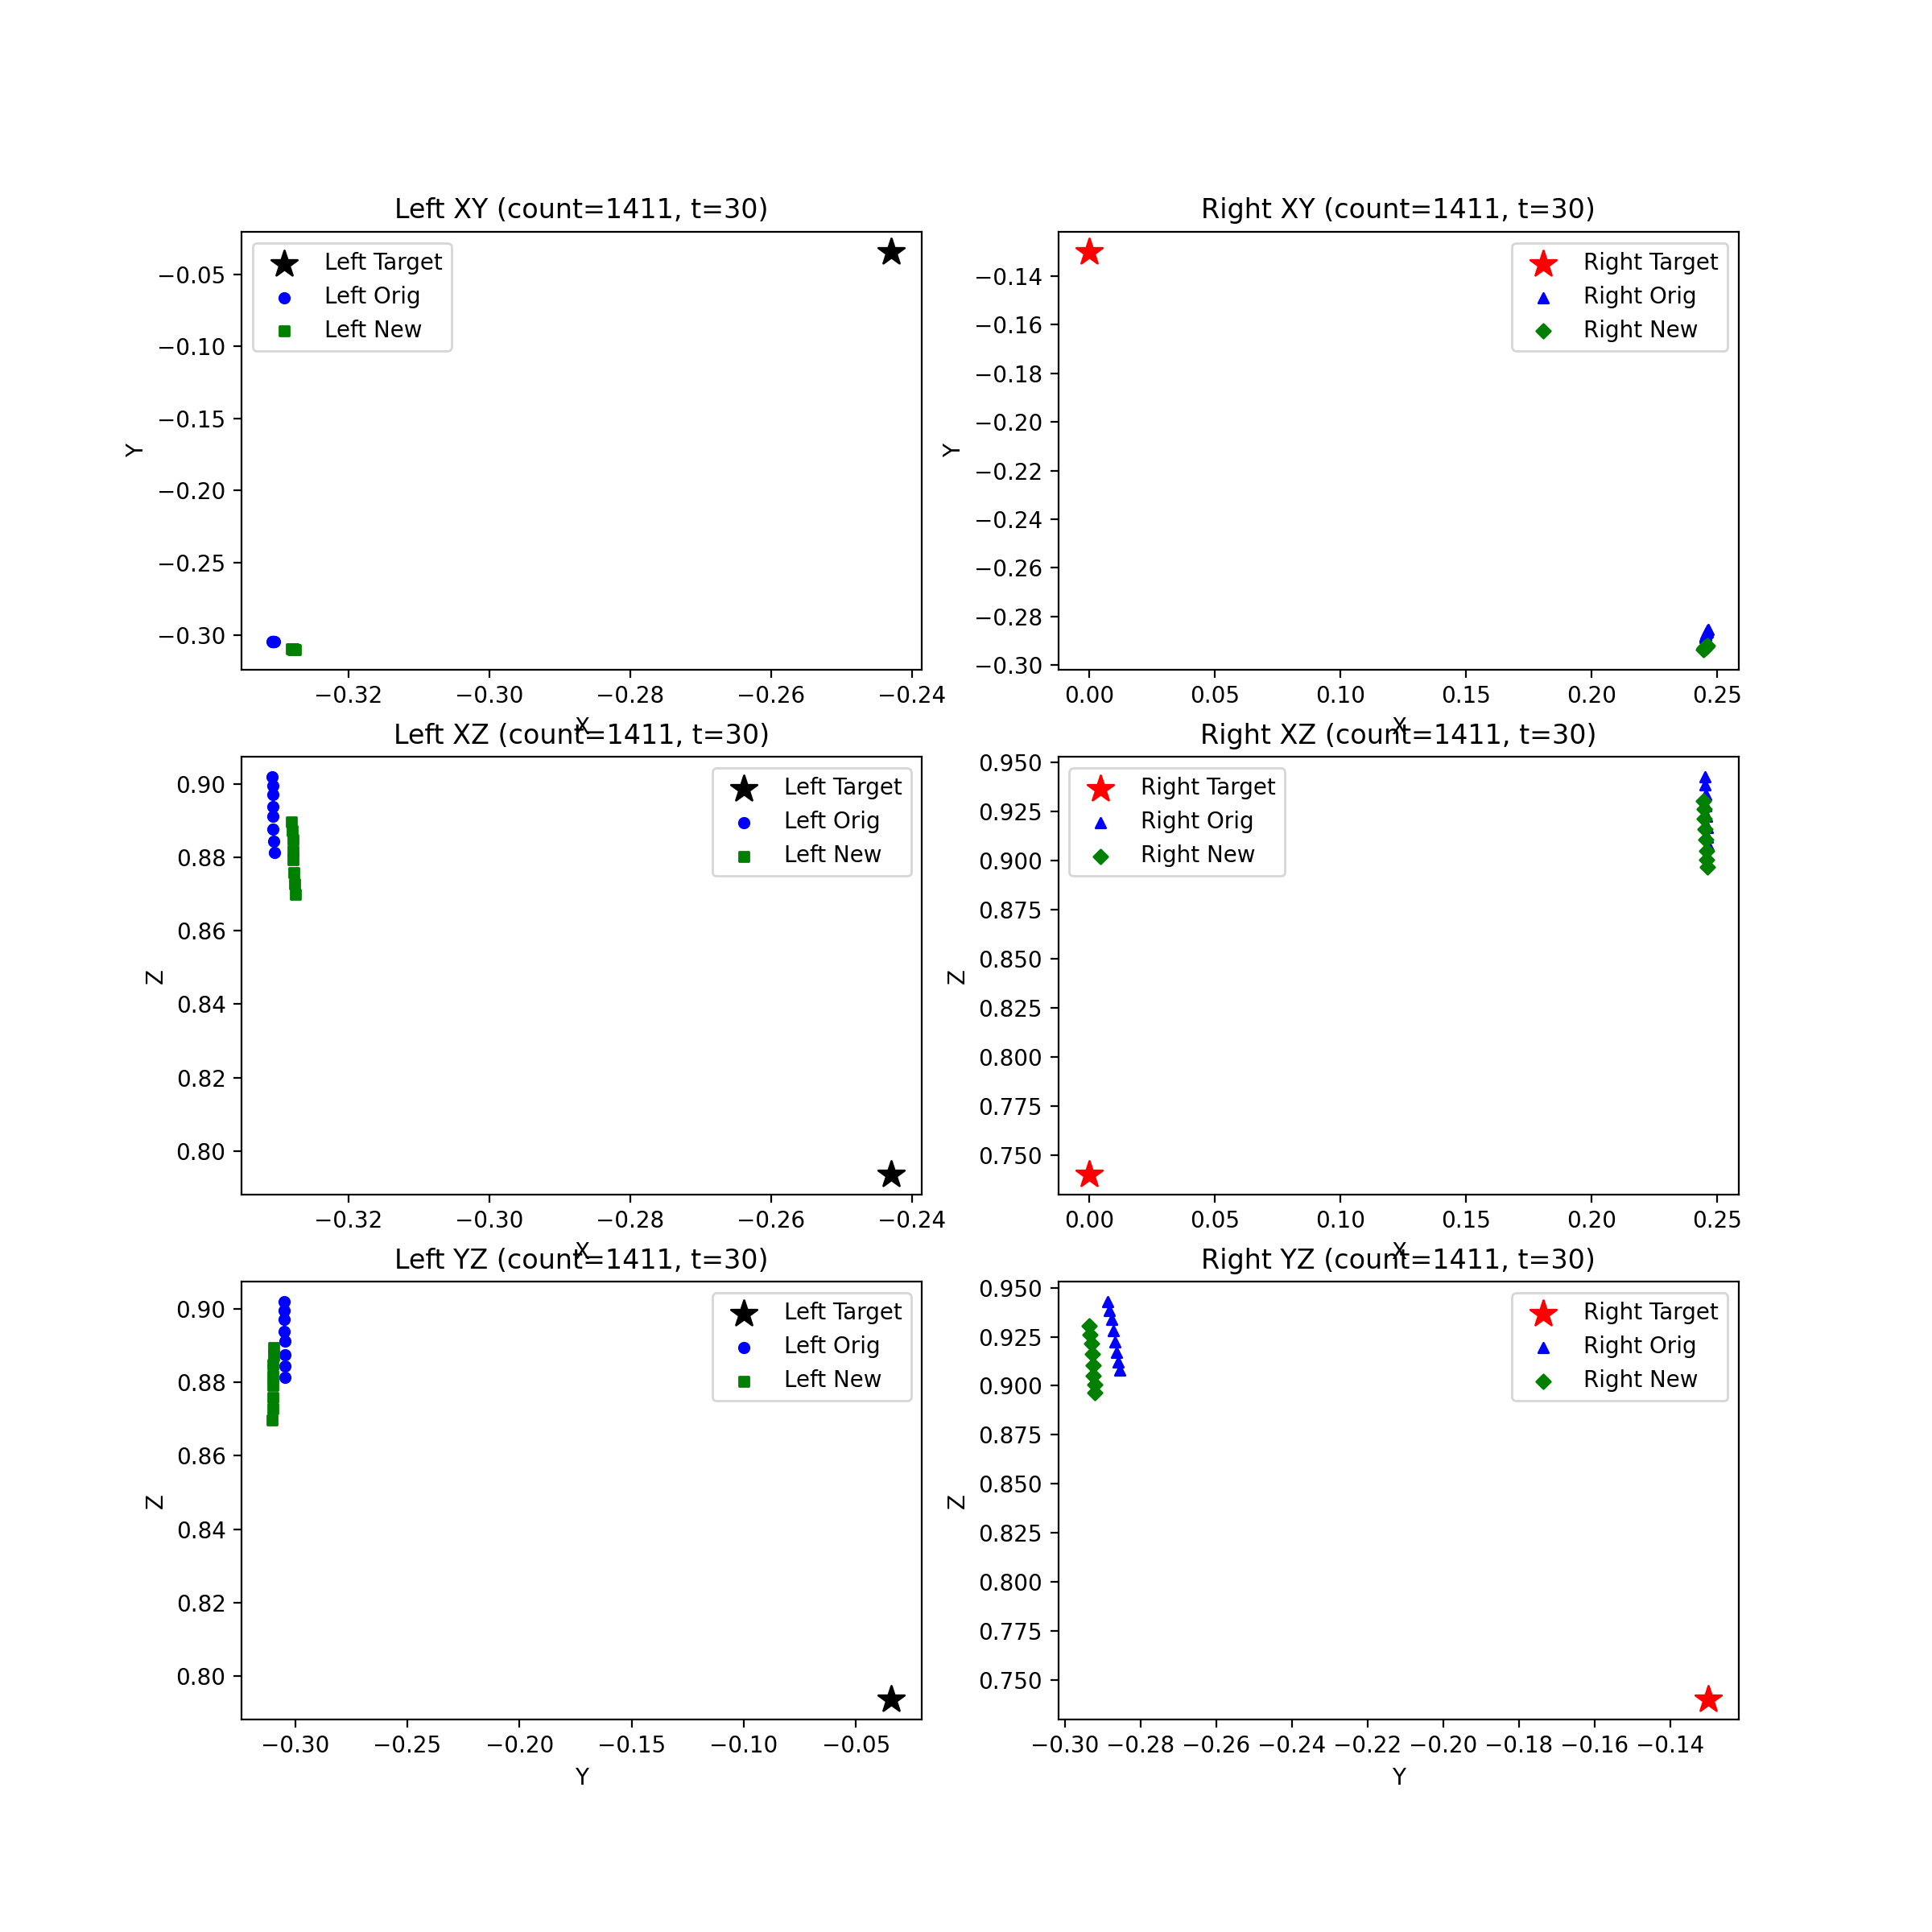 Left XY (count=1411, t=30)
Left Target
Left Orig
Left New
−0.05
−0.10
−0.15
−0.20
−0.25
−0.30
Y
−0.32
−0.30
−0.28
−0.26
−0.24
X
Right XY (count=1411, t=30)
Right Target
Right Orig
Right New
−0.14
−0.16
−0.18
−0.20
−0.22
−0.24
−0.26
−0.28
−0.30
Y
0.00
0.05
0.10
0.15
0.20
0.25
X
Left XZ (count=1411, t=30)
Left Target
Left Orig
Left New
0.90
0.88
0.86
0.84
0.82
0.80
Z
−0.32
−0.30
−0.28
−0.26
−0.24
X
Right XZ (count=1411, t=30)
Right Target
Right Orig
Right New
0.950
0.925
0.900
0.875
0.850
0.825
0.800
0.775
0.750
Z
0.00
0.05
0.10
0.15
0.20
0.25
X
Left YZ (count=1411, t=30)
Left Target
Left Orig
Left New
0.90
0.88
0.86
0.84
0.82
0.80
Z
−0.30
−0.25
−0.20
−0.15
−0.10
−0.05
Y
Right YZ (count=1411, t=30)
Right Target
Right Orig
Right New
0.950
0.925
0.900
0.875
0.850
0.825
0.800
0.775
0.750
Z
−0.30
−0.28
−0.26
−0.24
−0.22
−0.20
−0.18
−0.16
−0.14
Y